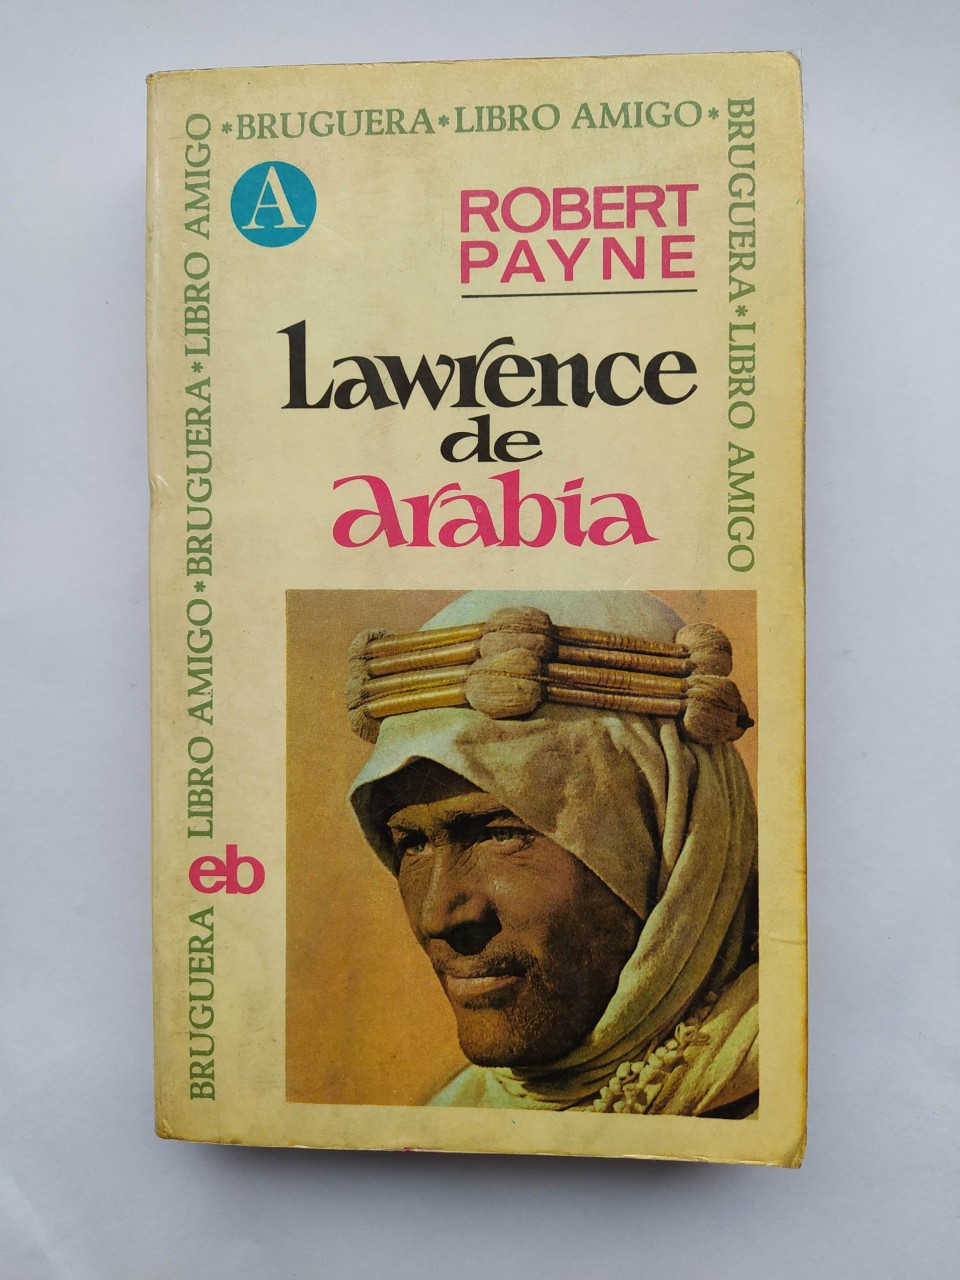 *BRUGUERA*LIBRO AMIGO*
BRUGUERA*LIBRO AMIGO
BRUGUERA LIBRO AMIGO*BRUGUERA*LIBRO AMIGO
A
ROBERT
PAYNE
Lawrence
de
arabia
eb